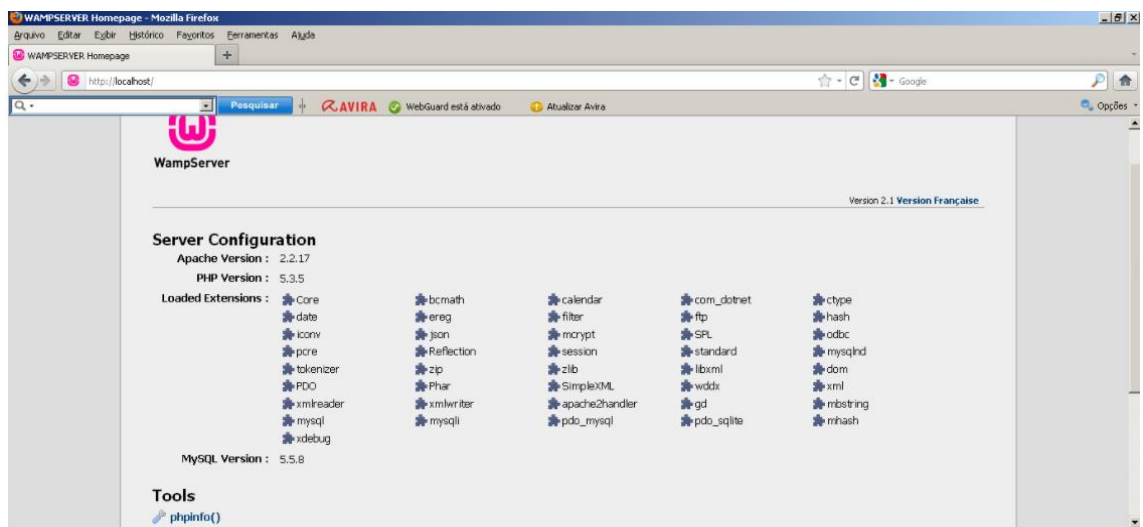 WAMPSERVER Homepage - Mozilla Firefox
Arquivo Editar Exibir Histórico Favoritos Ferramentas Ajuda
WAMPSERVER Homepage
http://localhost/
Google
Pesquisar AVIRA WebGuard está ativado Atualizar Avira Opções
WampServer
Version 2.1 Version Française
Server Configuration
Apache Version : 2.2.17
PHP Version : 5.3.5
Loaded Extensions : Core bcmath calendar com_dotnet ctype
date ereg filter ftp hash
iconv json mcrypt SPL odbc
pcre Reflection session standard mysqlnd
tokenizer zip zlib libxml dom
PDO Phar SimpleXML wddx xml
xmlreader xmlwriter apache2handler gd mbstring
mysql mysqli pdo_mysql pdo_sqlite mhash
xdebug
MySQL Version : 5.5.8
Tools
phpinfo()